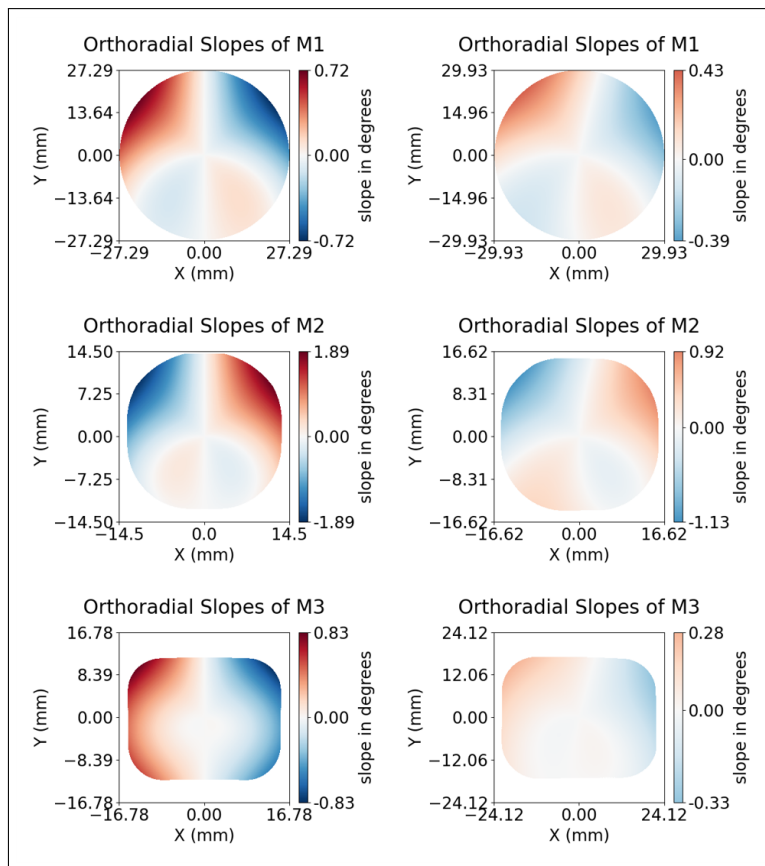 Orthoradial Slopes of M1
27.29
13.64
0.00
−13.64
−27.29
Y (mm)
−27.29 0.00 27.29
X (mm)
0.72
0.00
-0.72
slope in degrees
Orthoradial Slopes of M1
29.93
14.96
0.00
−14.96
−29.93
Y (mm)
−29.93 0.00 29.93
X (mm)
0.43
0.00
-0.39
slope in degrees
Orthoradial Slopes of M2
14.50
7.25
0.00
−7.25
−14.50
Y (mm)
−14.5 0.0 14.5
X (mm)
1.89
0.00
-1.89
slope in degrees
Orthoradial Slopes of M2
16.62
8.31
0.00
−8.31
−16.62
Y (mm)
−16.62 0.00 16.62
X (mm)
0.92
0.00
-1.13
slope in degrees
Orthoradial Slopes of M3
16.78
8.39
0.00
−8.39
−16.78
Y (mm)
−16.78 0.00 16.78
X (mm)
0.83
0.00
-0.83
slope in degrees
Orthoradial Slopes of M3
24.12
12.06
0.00
−12.06
−24.12
Y (mm)
−24.12 0.00 24.12
X (mm)
0.28
0.00
-0.33
slope in degrees